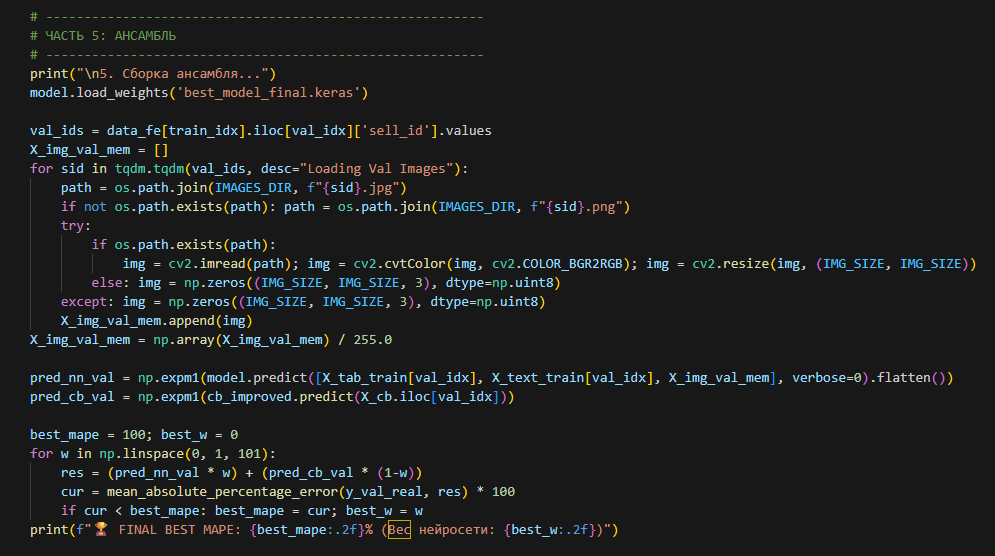 # ---------------------------------------------------------
# ЧАСТЬ 5: АНСАМБЛЬ
# ---------------------------------------------------------
print("\n5. Сборка ансамбля...")
model.load_weights('best_model_final.keras')

val_ids = data_fe[train_idx].iloc[val_idx]['sell_id'].values
X_img_val_mem = []
for sid in tqdm.tqdm(val_ids, desc="Loading Val Images"):
    path = os.path.join(IMAGES_DIR, f"{sid}.jpg")
    if not os.path.exists(path): path = os.path.join(IMAGES_DIR, f"{sid}.png")
    try:
        if os.path.exists(path):
            img = cv2.imread(path); img = cv2.cvtColor(img, cv2.COLOR_BGR2RGB); img = cv2.resize(img, (IMG_SIZE, IMG_SIZE))
        else: img = np.zeros((IMG_SIZE, IMG_SIZE, 3), dtype=np.uint8)
    except: img = np.zeros((IMG_SIZE, IMG_SIZE, 3), dtype=np.uint8)
    X_img_val_mem.append(img)
X_img_val_mem = np.array(X_img_val_mem) / 255.0

pred_nn_val = np.expm1(model.predict([X_tab_train[val_idx], X_text_train[val_idx], X_img_val_mem], verbose=0).flatten())
pred_cb_val = np.expm1(cb_improved.predict(X_cb.iloc[val_idx]))

best_mape = 100; best_w = 0
for w in np.linspace(0, 1, 101):
    res = (pred_nn_val * w) + (pred_cb_val * (1-w))
    cur = mean_absolute_percentage_error(y_val_real, res) * 100
    if cur < best_mape: best_mape = cur; best_w = w
print(f"🏆 FINAL BEST MAPE: {best_mape:.2f}% (Вес нейросети: {best_w:.2f})")